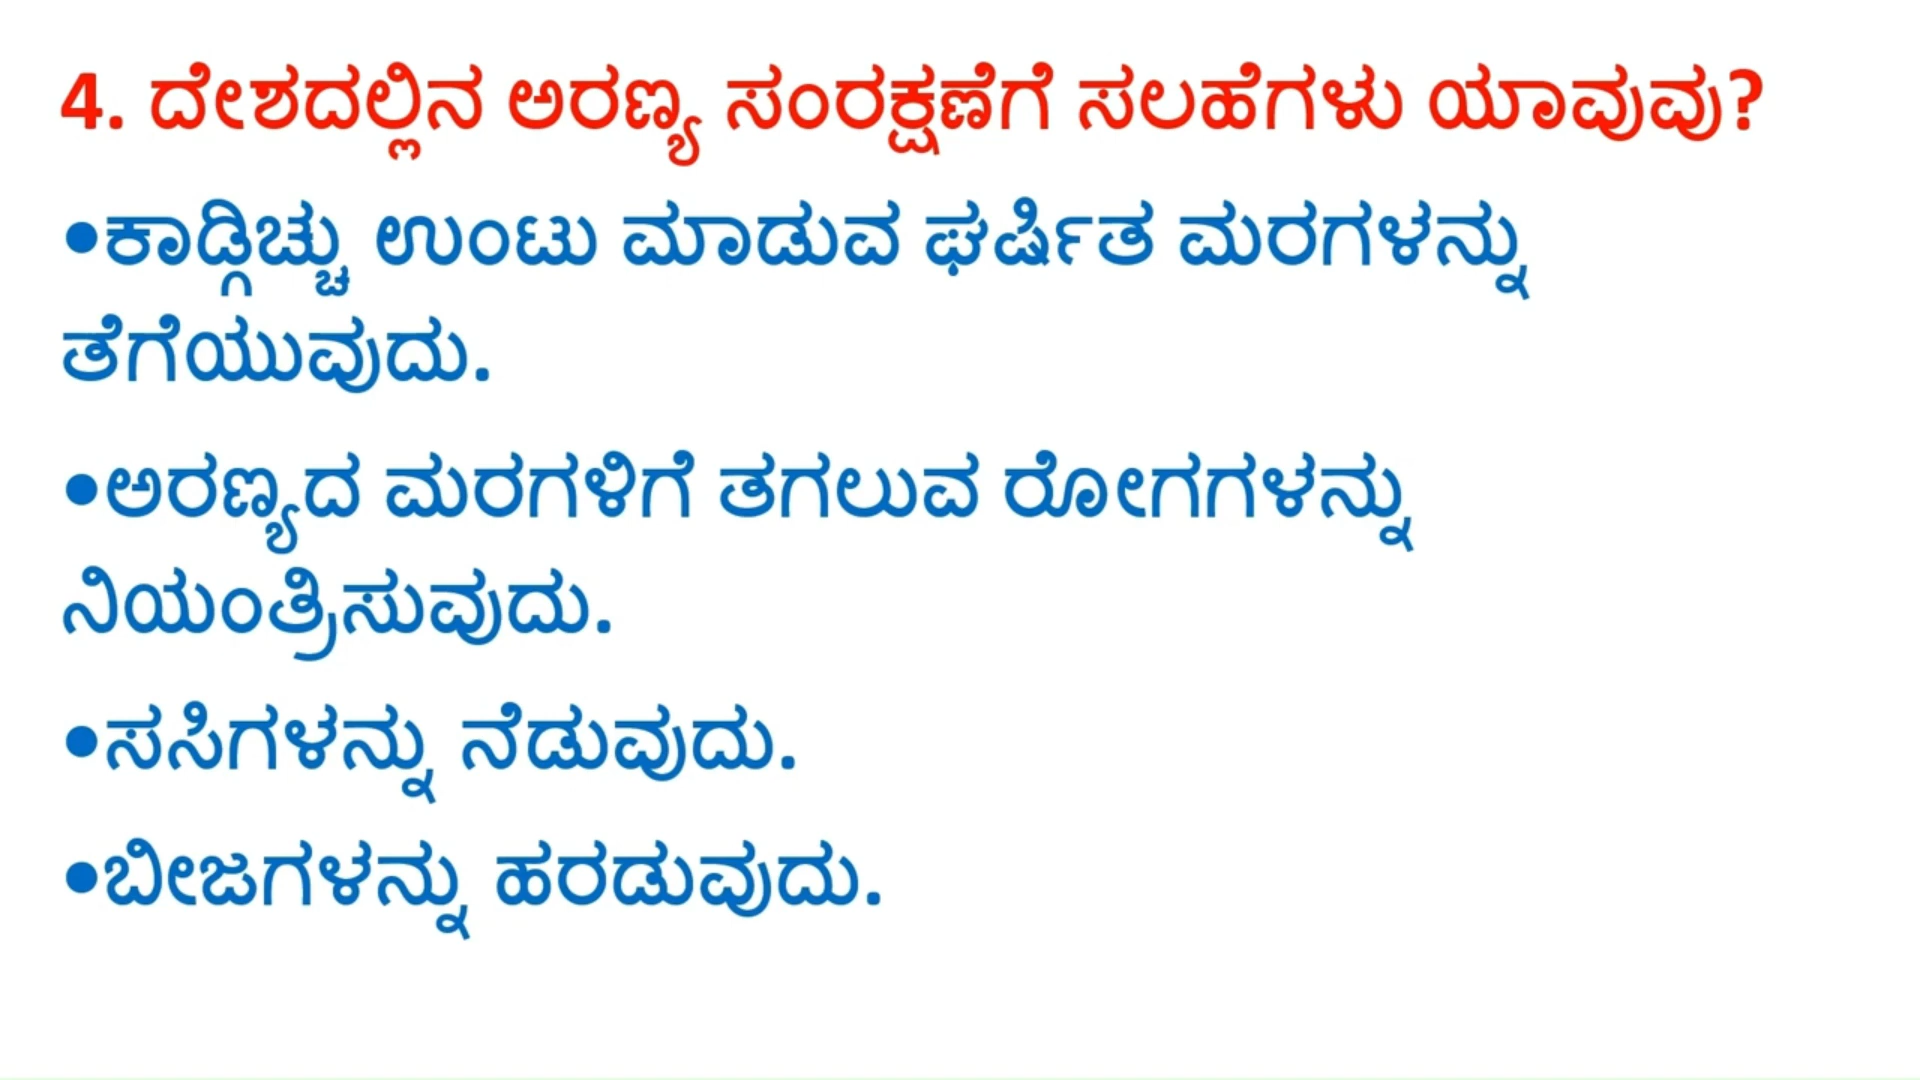 4. ದೇಶದಲ್ಲಿನ ಅರಣ್ಯ ಸಂರಕ್ಷಣೆಗೆ ಸಲಹೆಗಳು ಯಾವುವು?
•ಕಾಡ್ಗಿಚ್ಚು ಉಂಟು ಮಾಡುವ ಘರ್ಷಿತ ಮರಗಳನ್ನು
ತೆಗೆಯುವುದು.
•ಅರಣ್ಯದ ಮರಗಳಿಗೆ ತಗಲುವ ರೋಗಗಳನ್ನು
ನಿಯಂತ್ರಿಸುವುದು.
•ಸಸಿಗಳನ್ನು ನೆಡುವುದು.
•ಬೀಜಗಳನ್ನು ಹರಡುವುದು.